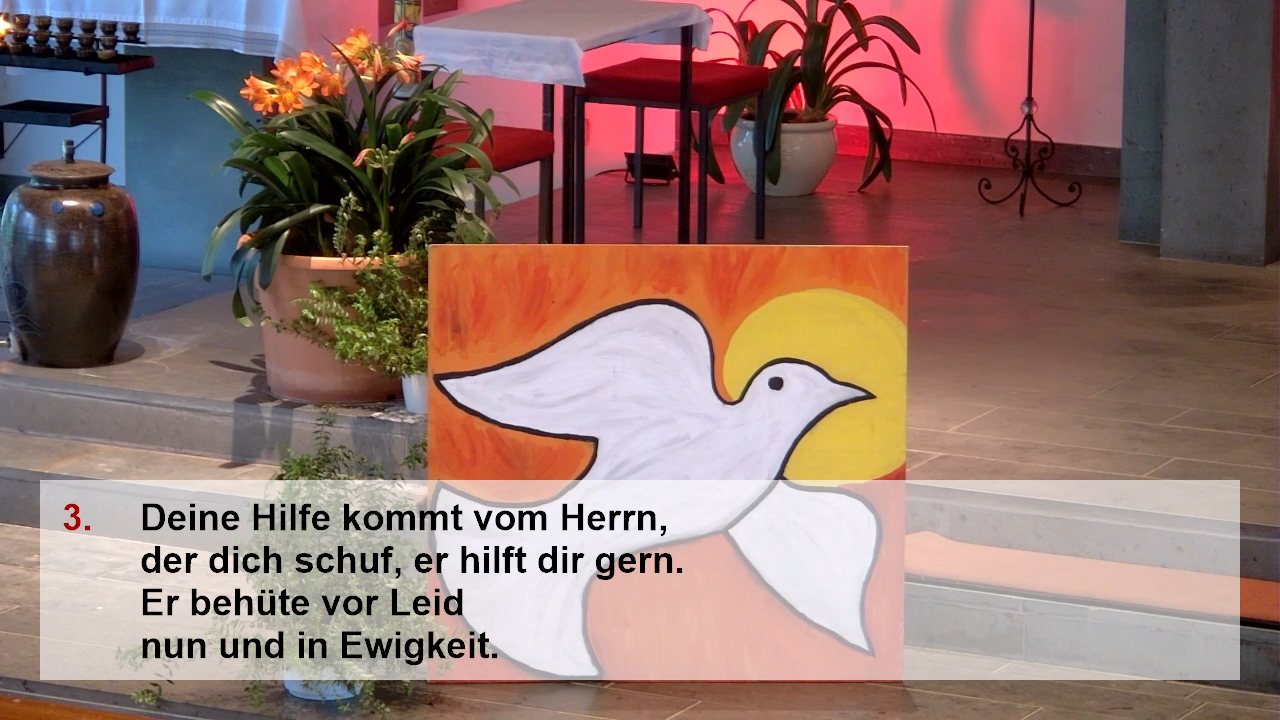 3. Deine Hilfe kommt vom Herrn,
der dich schuf, er hilft dir gern.
Er behüte vor Leid
nun und in Ewigkeit.